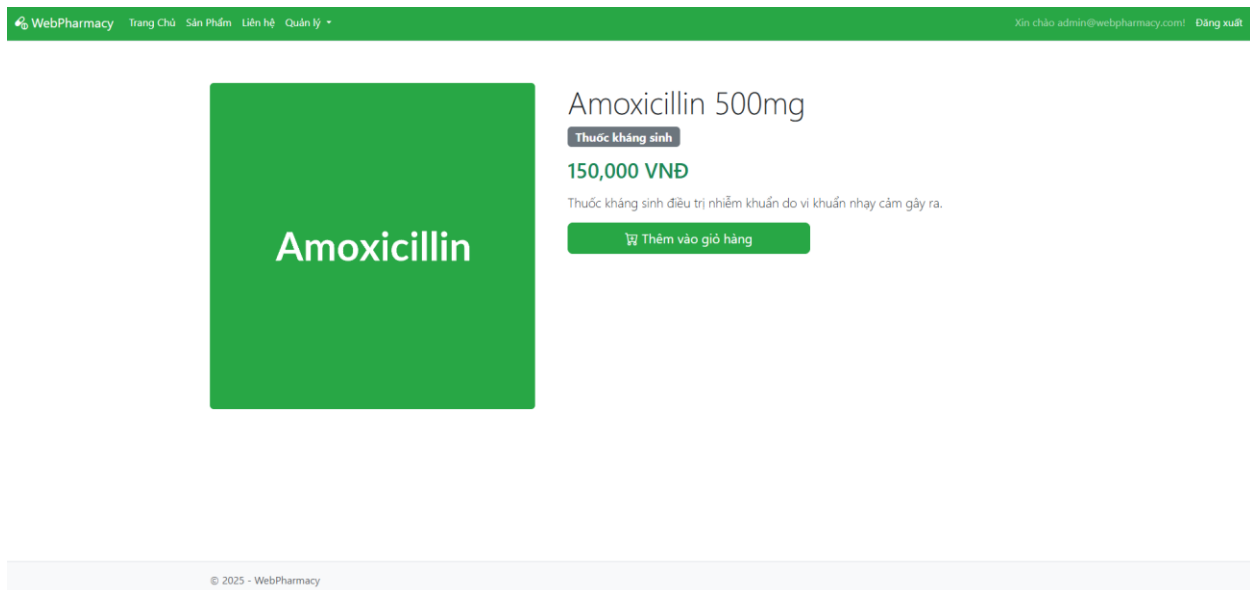 WebPharmacy Trang Chủ Sản Phẩm Liên hệ Quản lý Xin chào admin@webpharmacy.com! Đăng xuất
Amoxicillin
Amoxicillin 500mg
Thuốc kháng sinh
150,000 VNĐ
Thuốc kháng sinh điều trị nhiễm khuẩn do vi khuẩn nhạy cảm gây ra.
Thêm vào giỏ hàng
© 2025 - WebPharmacy